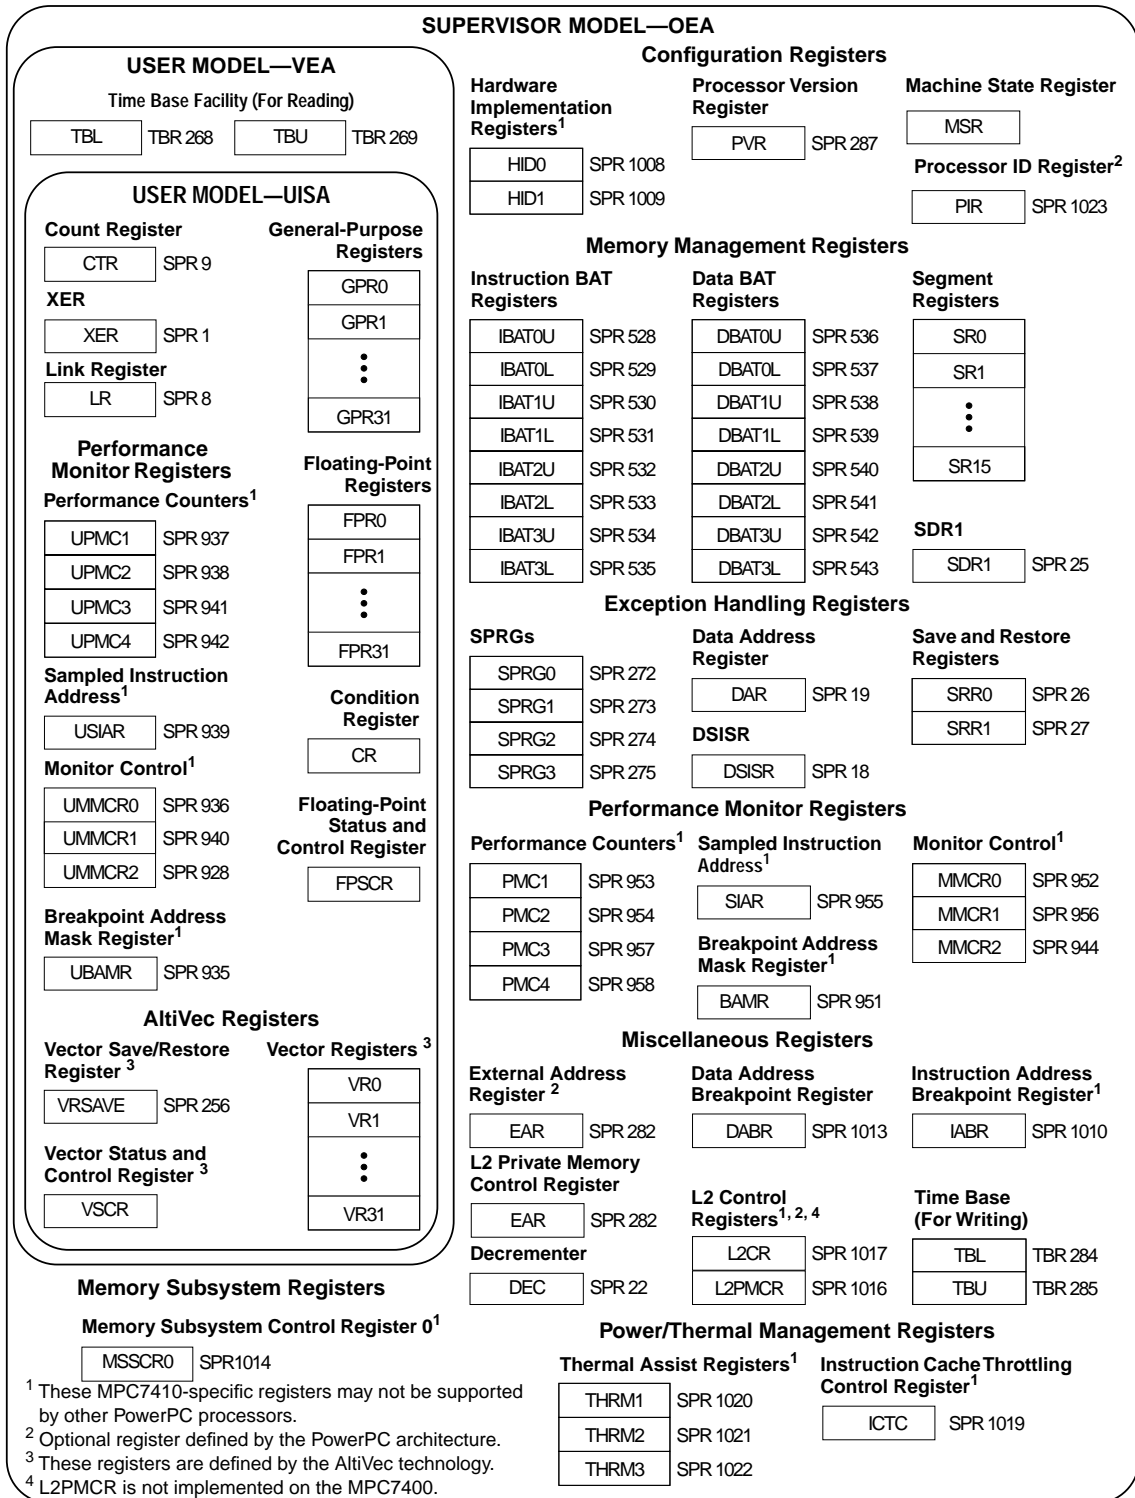 SUPERVISOR MODEL—OEA
USER MODEL—VEA
Time Base Facility (For Reading)
TBL TBR 268 TBU TBR 269
USER MODEL—UISA
Count Register
CTR SPR 9
XER
XER SPR 1
Link Register
LR SPR 8
Performance
Monitor Registers
Performance Counters1
UPMC1 SPR 937
UPMC2 SPR 938
UPMC3 SPR 941
UPMC4 SPR 942
Sampled Instruction
Address1
USIAR SPR 939
Monitor Control1
UMMCR0 SPR 936
UMMCR1 SPR 940
UMMCR2 SPR 928
Breakpoint Address
Mask Register1
UBAMR SPR 935
General-Purpose
Registers
GPR0
GPR1
GPR31
Floating-Point
Registers
FPR0
FPR1
FPR31
Condition
Register
CR
Floating-Point
Status and
Control Register
FPSCR
AltiVec Registers
Vector Save/Restore
Register 3
VRSAVE SPR 256
Vector Status and
Control Register 3
VSCR
Vector Registers 3
VR0
VR1
VR31
Memory Subsystem Registers
Memory Subsystem Control Register 01
MSSCR0 SPR1014
Configuration Registers
Hardware
Implementation
Registers1
HID0 SPR 1008
HID1 SPR 1009
Processor Version
Register
PVR SPR 287
Machine State Register
MSR
Processor ID Register2
PIR SPR 1023
Memory Management Registers
Instruction BAT
Registers
IBAT0U SPR 528
IBAT0L SPR 529
IBAT1U SPR 530
IBAT1L SPR 531
IBAT2U SPR 532
IBAT2L SPR 533
IBAT3U SPR 534
IBAT3L SPR 535
Data BAT
Registers
DBAT0U SPR 536
DBAT0L SPR 537
DBAT1U SPR 538
DBAT1L SPR 539
DBAT2U SPR 540
DBAT2L SPR 541
DBAT3U SPR 542
DBAT3L SPR 543
Segment
Registers
SR0
SR1
SR15
SDR1
SDR1 SPR 25
Exception Handling Registers
SPRGs
SPRG0 SPR 272
SPRG1 SPR 273
SPRG2 SPR 274
SPRG3 SPR 275
Data Address
Register
DAR SPR 19
DSISR
DSISR SPR 18
Save and Restore
Registers
SRR0 SPR 26
SRR1 SPR 27
Performance Monitor Registers
Performance Counters1
PMC1 SPR 953
PMC2 SPR 954
PMC3 SPR 957
PMC4 SPR 958
Sampled Instruction
Address1
SIAR SPR 955
Breakpoint Address
Mask Register1
BAMR SPR 951
Monitor Control1
MMCR0 SPR 952
MMCR1 SPR 956
MMCR2 SPR 944
Miscellaneous Registers
External Address
Register 2
EAR SPR 282
L2 Private Memory
Control Register
EAR SPR 282
Decrementer
DEC SPR 22
Data Address
Breakpoint Register
DABR SPR 1013
L2 Control
Registers1, 2, 4
L2CR SPR 1017
L2PMCR SPR 1016
Instruction Address
Breakpoint Register1
IABR SPR 1010
Time Base
(For Writing)
TBL TBR 284
TBU TBR 285
Power/Thermal Management Registers
Thermal Assist Registers1
THRM1 SPR 1020
THRM2 SPR 1021
THRM3 SPR 1022
Instruction Cache Throttling
Control Register1
ICTC SPR 1019
1 These MPC7410-specific registers may not be supported
by other PowerPC processors.
2 Optional register defined by the PowerPC architecture.
3 These registers are defined by the AltiVec technology.
4 L2PMCR is not implemented on the MPC7400.